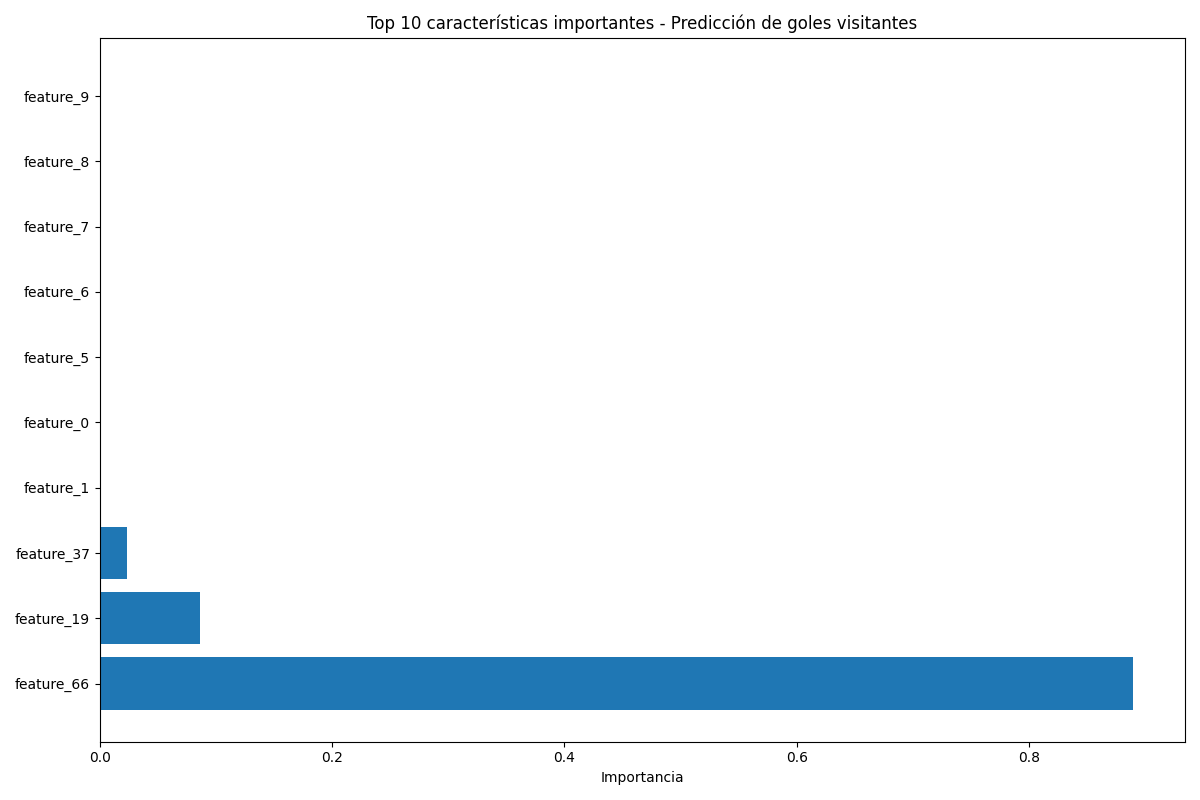 Top 10 características importantes - Predicción de goles visitantes
feature_9
feature_8
feature_7
feature_6
feature_5
feature_0
feature_1
feature_37
feature_19
feature_66
0.0 0.2 0.4 0.6 0.8
Importancia